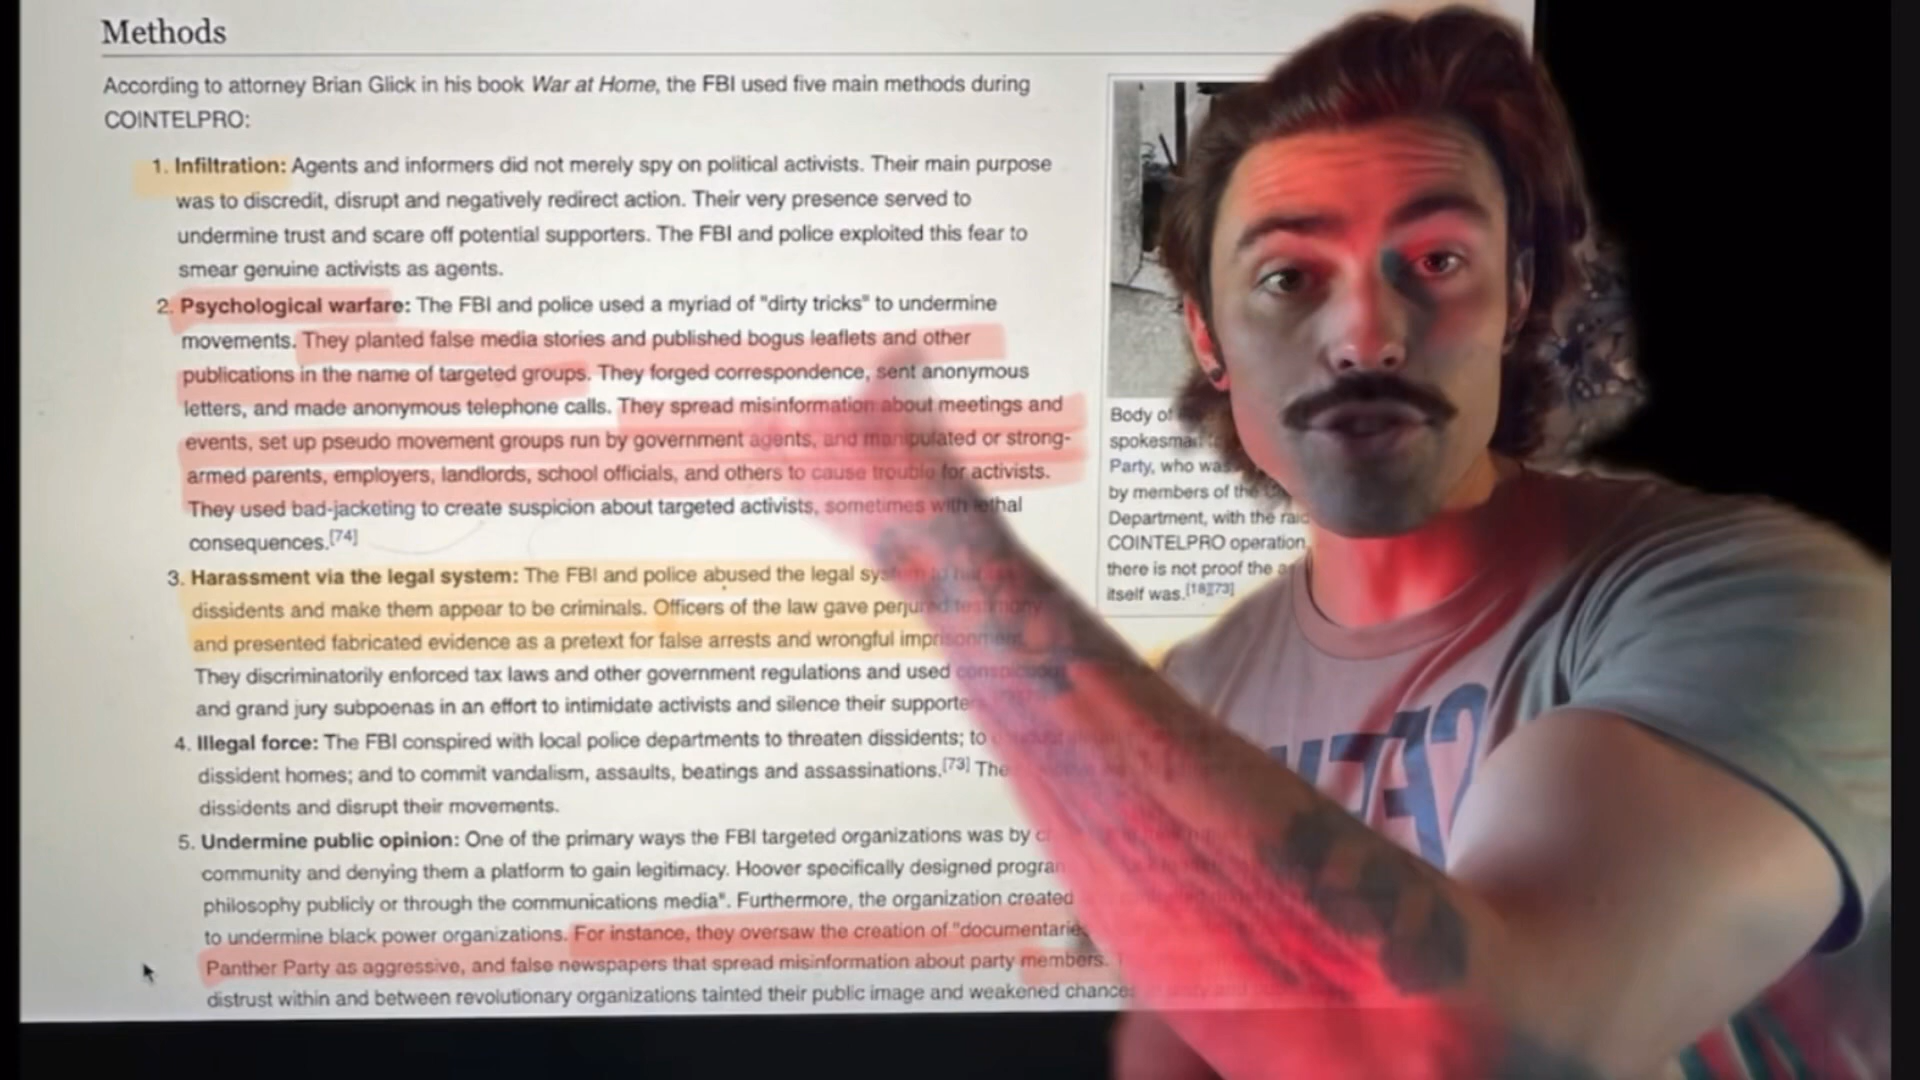 Methods
According to attorney Brian Glick in his book War at Home, the FBI used five main methods during
COINTELPRO:
1. Infiltration: Agents and informers did not merely spy on political activists. Their main purpose
was to discredit, disrupt and negatively redirect action. Their very presence served to
undermine trust and scare off potential supporters. The FBI and police exploited this fear to
smear genuine activists as agents.
2. Psychological warfare: The FBI and police used a myriad of "dirty tricks" to undermine
movements. They planted false media stories and published bogus leaflets and other
publications in the name of targeted groups. They forged correspondence, sent anonymous
letters, and made anonymous telephone calls. They spread misinformation about meetings and
events, set up pseudo movement groups run by government agents, and manipulated or strong-
armed parents, employers, landlords, school officials, and others to cause trouble for activists.
They used bad-jacketing to create suspicion about targeted activists, sometimes with lethal
consequences.[74]
3. Harassment via the legal system: The FBI and police abused the legal system to
dissidents and make them appear to be criminals. Officers of the law gave perjured testimony
and presented fabricated evidence as a pretext for false arrests and wrongful imprisonment.
They discriminatorily enforced tax laws and other government regulations and used conspicuous
and grand jury subpoenas in an effort to intimidate activists and silence their
4. Illegal force: The FBI conspired with local police departments to threaten dissidents; to
dissident homes; and to commit vandalism, assaults, beatings and assassinations.[73] The
dissidents and disrupt their movements.
5. Undermine public opinion: One of the primary ways the FBI targeted organizations was by
community and denying them a platform to gain legitimacy. Hoover specifically designed
philosophy publicly or through the communications media". Furthermore, the organization created
to undermine black power organizations. For instance, they oversaw the creation of "documentaries
Panther Party as aggressive, and false newspapers that spread misinformation about party members.
distrust within and between revolutionary organizations tainted their public image and weakened chances
Body of
spokesman
Party, who was
by members of the
Department, with the raid
COINTELPRO operation,
there is not proof the
itself was.[18][73]